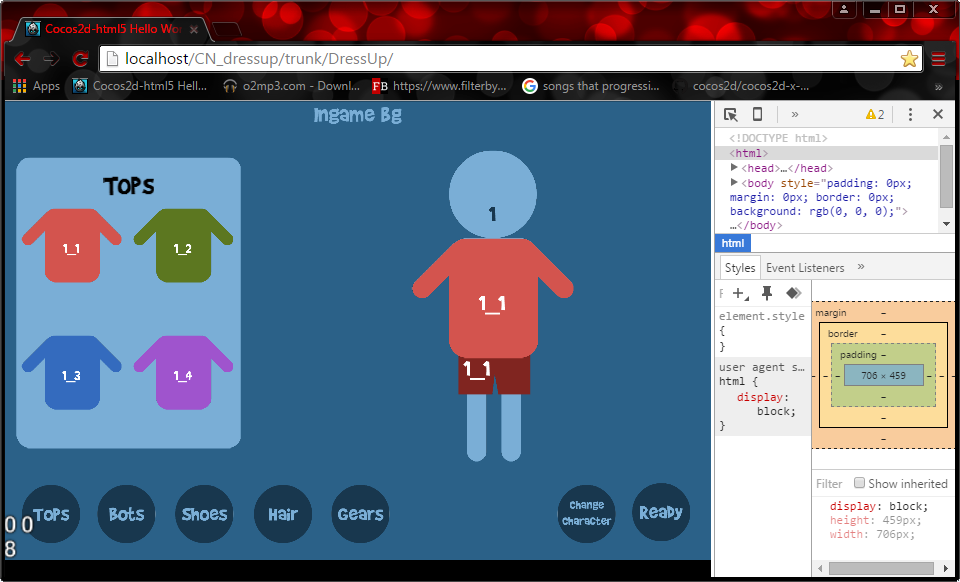 Cocos2d-html5 Hello Wor
localhost/CN_dressup/trunk/DressUp/
Apps Cocos2d-html5 Hell... o2mp3.com - Downl... FB https://www.filterby... G songs that progressi... cocos2d/cocos2d-x-... »
Ingame Bg
TOPS
1_1 1_2
1_3 1_4
1
1_1
1_1
Tops Bots Shoes Hair Gears
Change
Character
Ready
0 0
8
» 2
<!DOCTYPE html>
<html>
<head>…</head>
<body style="padding: 0px;
margin: 0px; border: 0px;
background: rgb(0, 0, 0);">
…</body>
html
Styles Event Listeners »
element.style
{
}
user agent s…
html {
display:
block;
}
margin –
border –
padding –
– – – 706 × 459 – – –
–
–
–
Filter Show inherited
display: block;
height: 459px;
width: 706px;